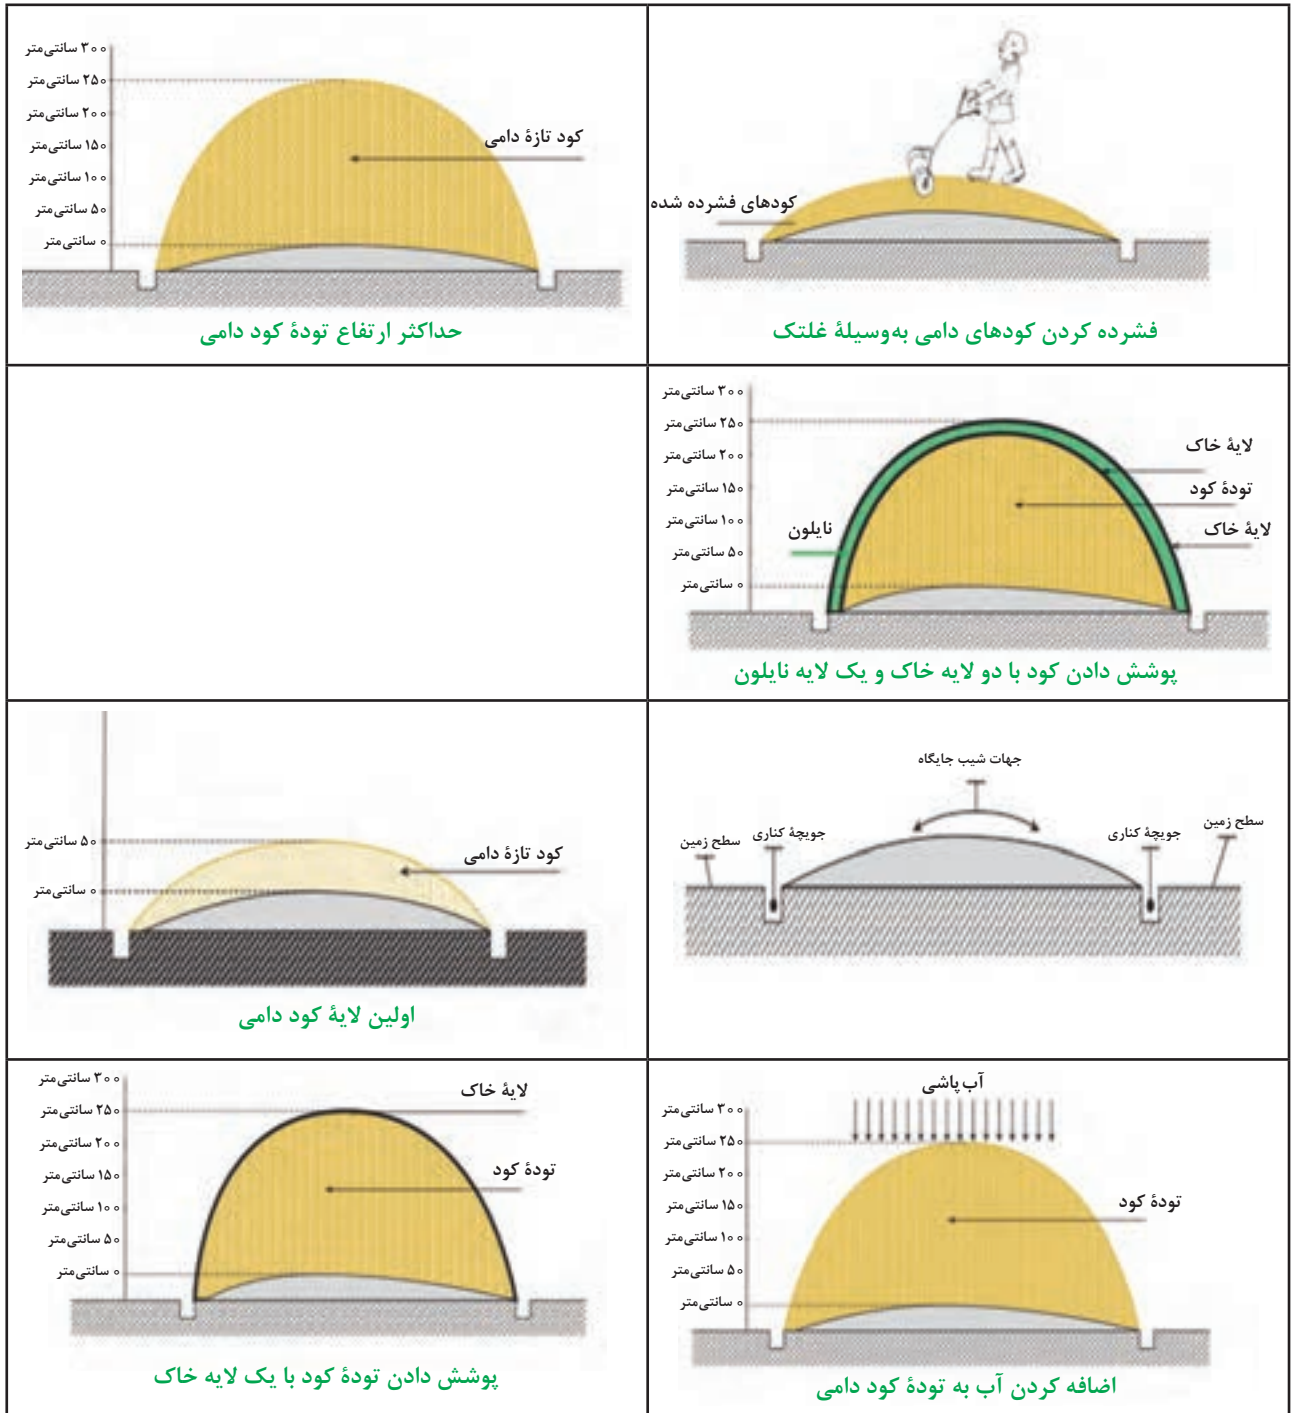 کودهای فشرده شده
فشرده کردن کودهای دامی به‌وسیلهٔ غلتک
۳۰۰ سانتی‌متر
۲۵۰ سانتی‌متر
۲۰۰ سانتی‌متر
۱۵۰ سانتی‌متر
۱۰۰ سانتی‌متر
۵۰ سانتی‌متر
۰ سانتی‌متر
کود تازهٔ دامی
حداکثر ارتفاع تودهٔ کود دامی
۳۰۰ سانتی‌متر
۲۵۰ سانتی‌متر
۲۰۰ سانتی‌متر
۱۵۰ سانتی‌متر
۱۰۰ سانتی‌متر
۵۰ سانتی‌متر
۰ سانتی‌متر
لایهٔ خاک
تودهٔ کود
لایهٔ خاک
نایلون
پوشش دادن کود با دو لایه خاک و یک لایه نایلون
جهات شیب جایگاه
سطح زمین
جویچهٔ کناری
جویچهٔ کناری
سطح زمین
۵۰ سانتی‌متر
۰ سانتی‌متر
کود تازهٔ دامی
اولین لایهٔ کود دامی
آب‌پاشی
۳۰۰ سانتی‌متر
۲۵۰ سانتی‌متر
۲۰۰ سانتی‌متر
۱۵۰ سانتی‌متر
۱۰۰ سانتی‌متر
۵۰ سانتی‌متر
۰ سانتی‌متر
تودهٔ کود
اضافه کردن آب به تودهٔ کود دامی
۳۰۰ سانتی‌متر
۲۵۰ سانتی‌متر
۲۰۰ سانتی‌متر
۱۵۰ سانتی‌متر
۱۰۰ سانتی‌متر
۵۰ سانتی‌متر
۰ سانتی‌متر
لایهٔ خاک
تودهٔ کود
پوشش دادن تودهٔ کود با یک لایه خاک